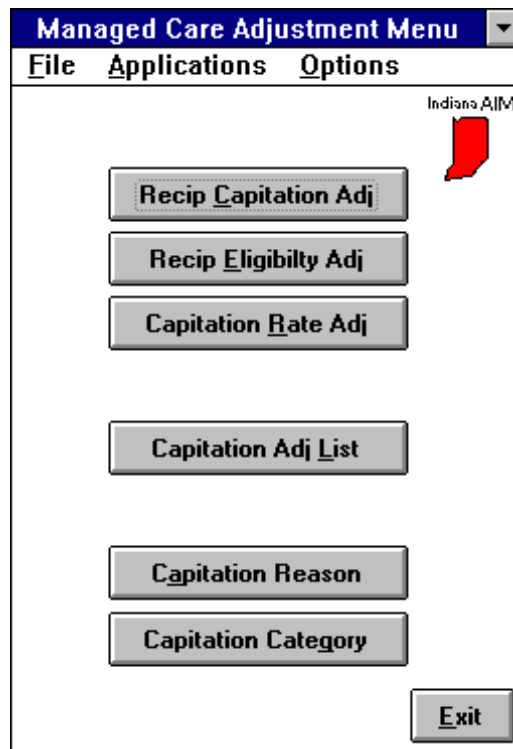 Managed Care Adjustment Menu
File Applications Options
Indiana AIM
Recip Capitation Adj
Recip Eligibilty Adj
Capitation Rate Adj
Capitation Adj List
Capitation Reason
Capitation Category
Exit